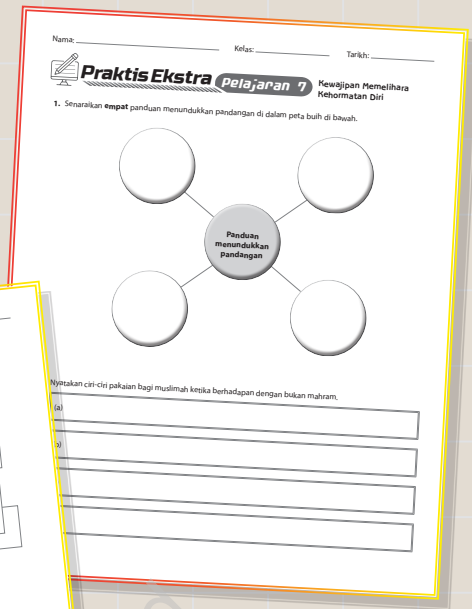 Nama:
Kelas:
Tarikh:
Praktis Ekstra Pelajaran 7 Kewajipan Memelihara
Kehormatan Diri
1. Senaraikan empat panduan menundukkan pandangan di dalam peta buih di bawah.
Panduan
menundukkan
pandangan
Nyatakan ciri-ciri pakaian bagi muslimah ketika berhadapan dengan bukan mahram.
(a)
b)